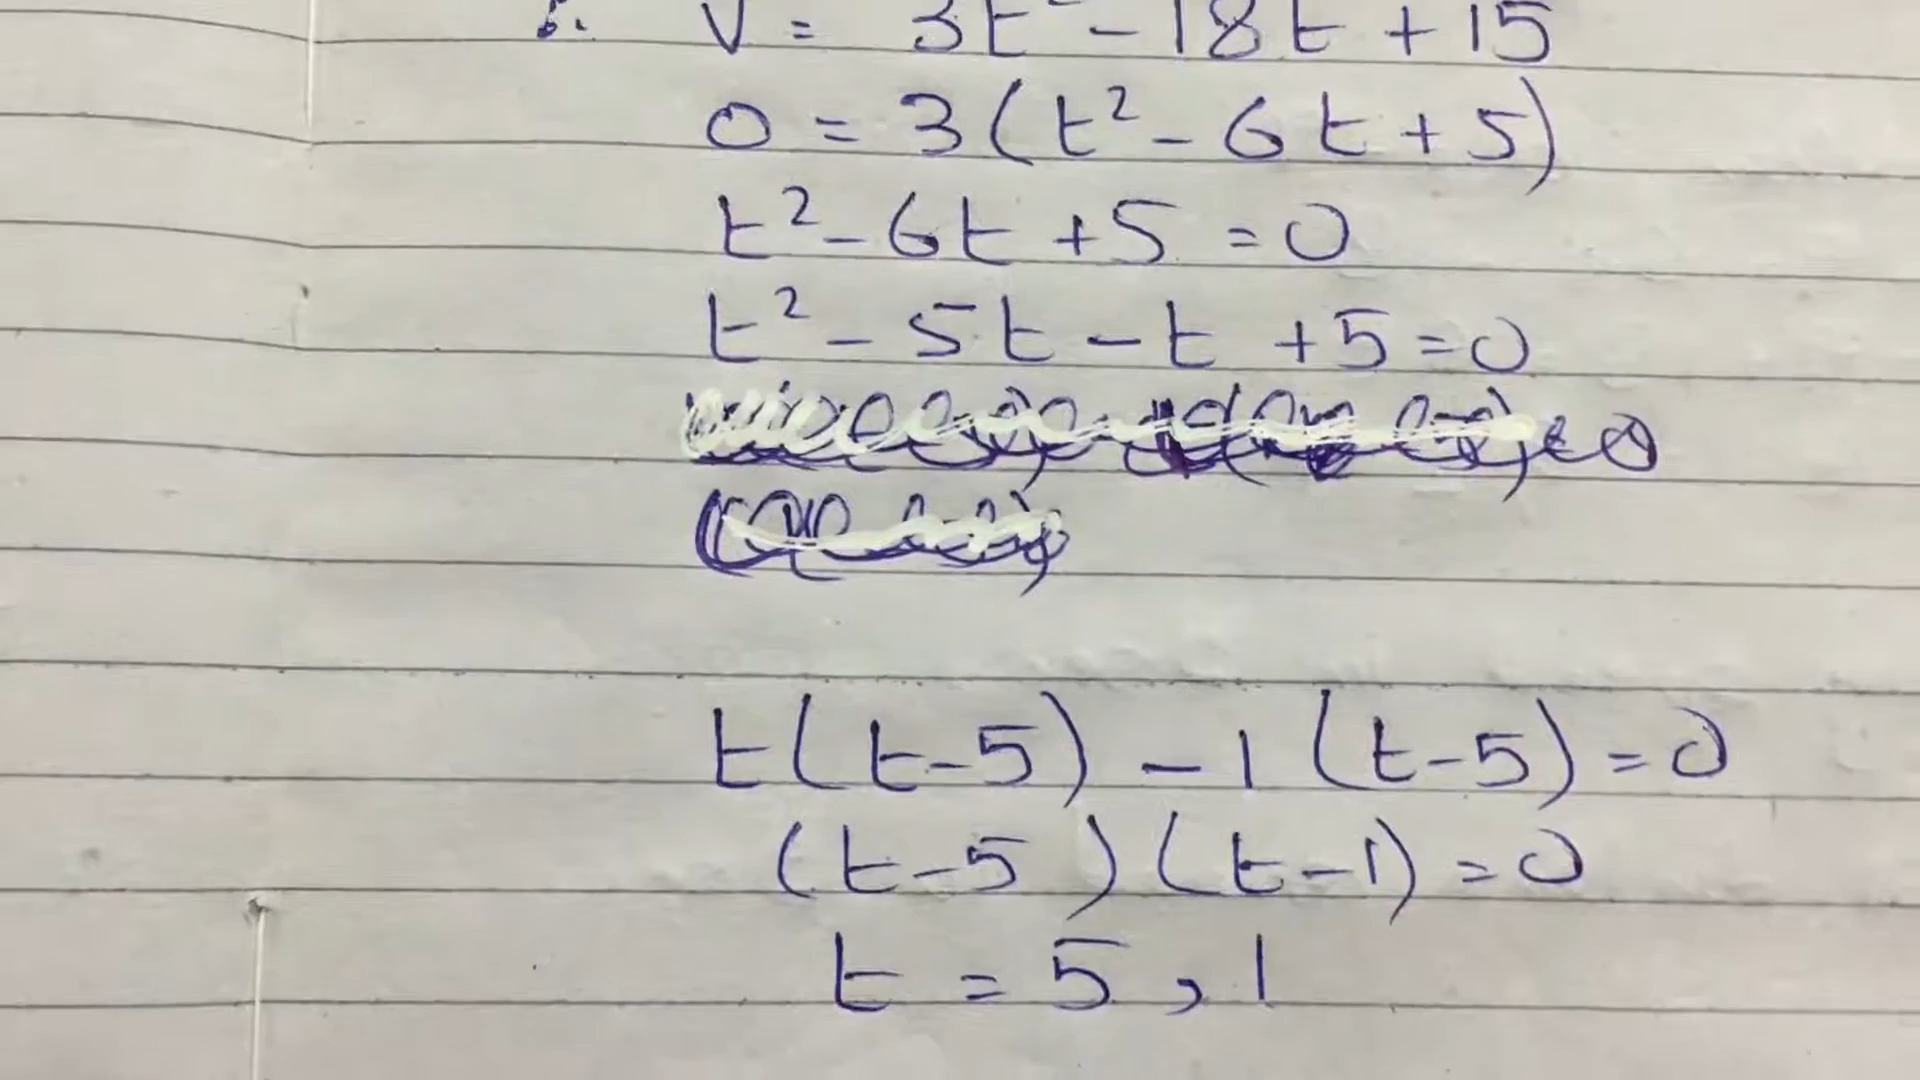 ∴ V = 3t² - 18t + 15
0 = 3(t² - 6t + 5)
t² - 6t + 5 = 0
t² - 5t - t + 5 = 0
t(t-5) - 1(t-5) = 0
(t-5)(t-1) = 0
t = 5, 1